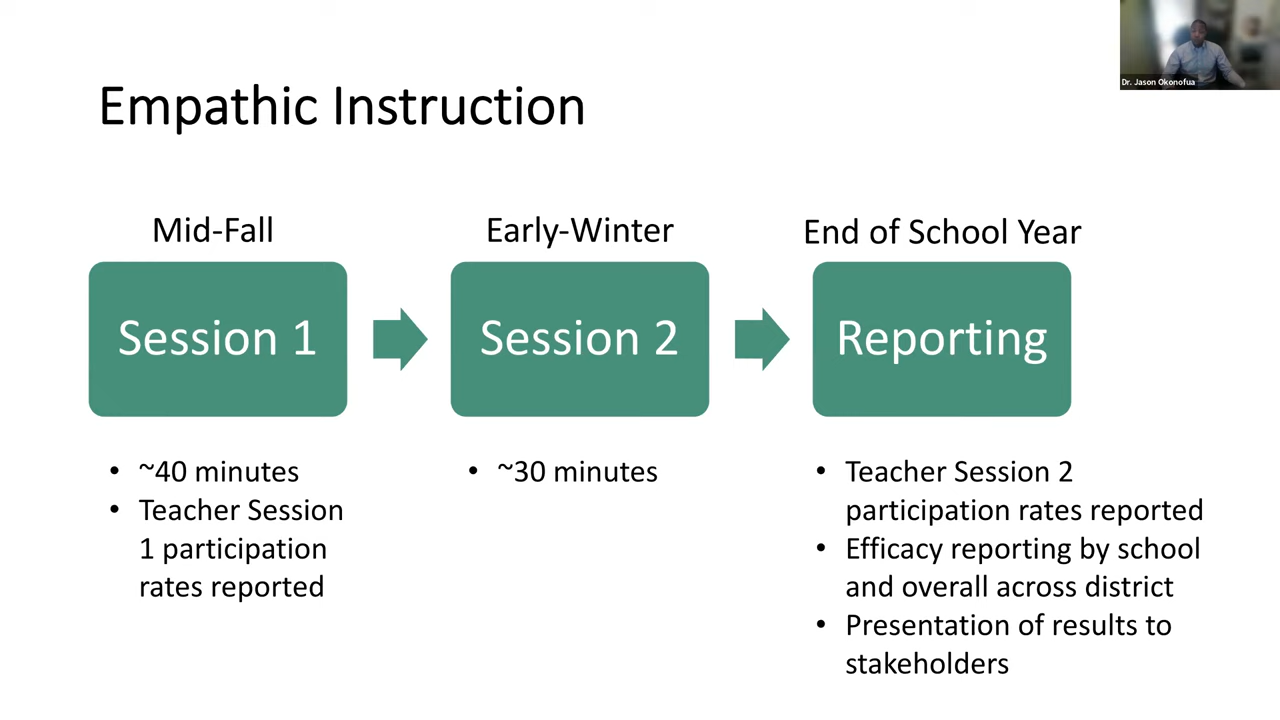 Dr. Jason Okonofua
Empathic Instruction
Mid-Fall
Session 1
• ~40 minutes
• Teacher Session
1 participation
rates reported
Early-Winter
Session 2
• ~30 minutes
End of School Year
Reporting
• Teacher Session 2
participation rates reported
• Efficacy reporting by school
and overall across district
• Presentation of results to
stakeholders